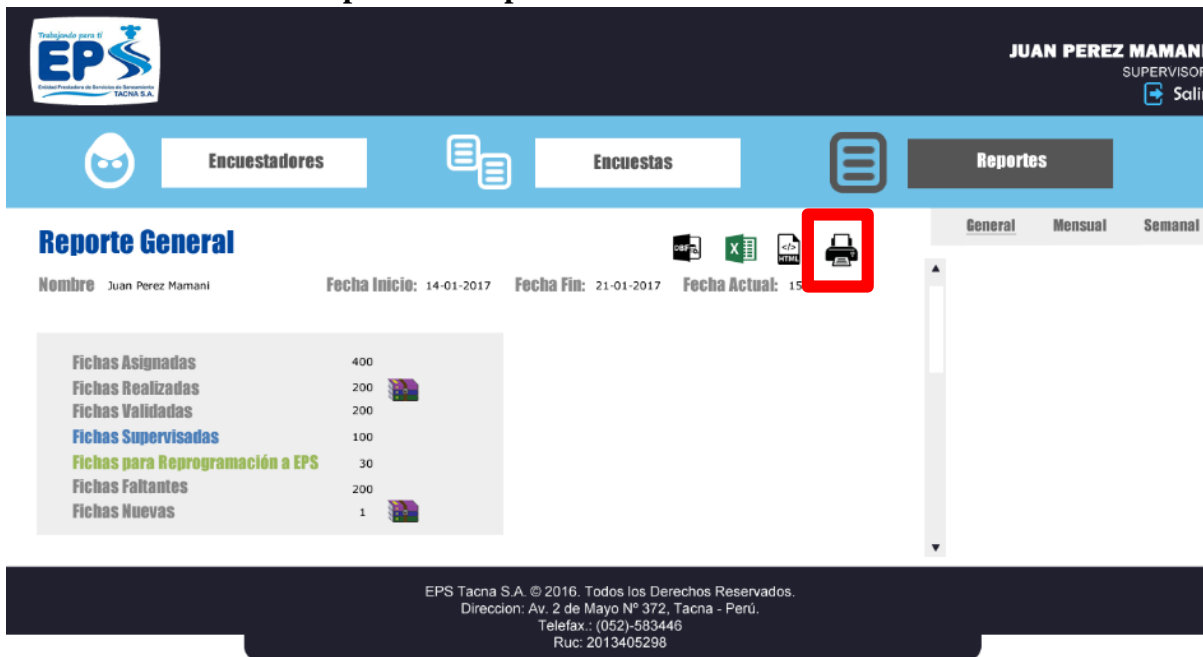 Trabajando para ti
EPS
Entidad Prestadora de Servicios de Saneamiento
TACNA S.A.
JUAN PEREZ MAMANI
SUPERVISOR
Salir
Encuestadores
Encuestas
Reportes
General Mensual Semanal
Reporte General
DBF
X
</>
HTML
Nombre Juan Perez Mamani Fecha Inicio: 14-01-2017 Fecha Fin: 21-01-2017 Fecha Actual: 15
Fichas Asignadas 400
Fichas Realizadas 200
Fichas Validadas 200
Fichas Supervisadas 100
Fichas para Reprogramación a EPS 30
Fichas Faltantes 200
Fichas Nuevas 1
EPS Tacna S.A. © 2016. Todos los Derechos Reservados.
Direccion: Av. 2 de Mayo Nº 372, Tacna - Perú.
Telefax.: (052)-583446
Ruc: 2013405298